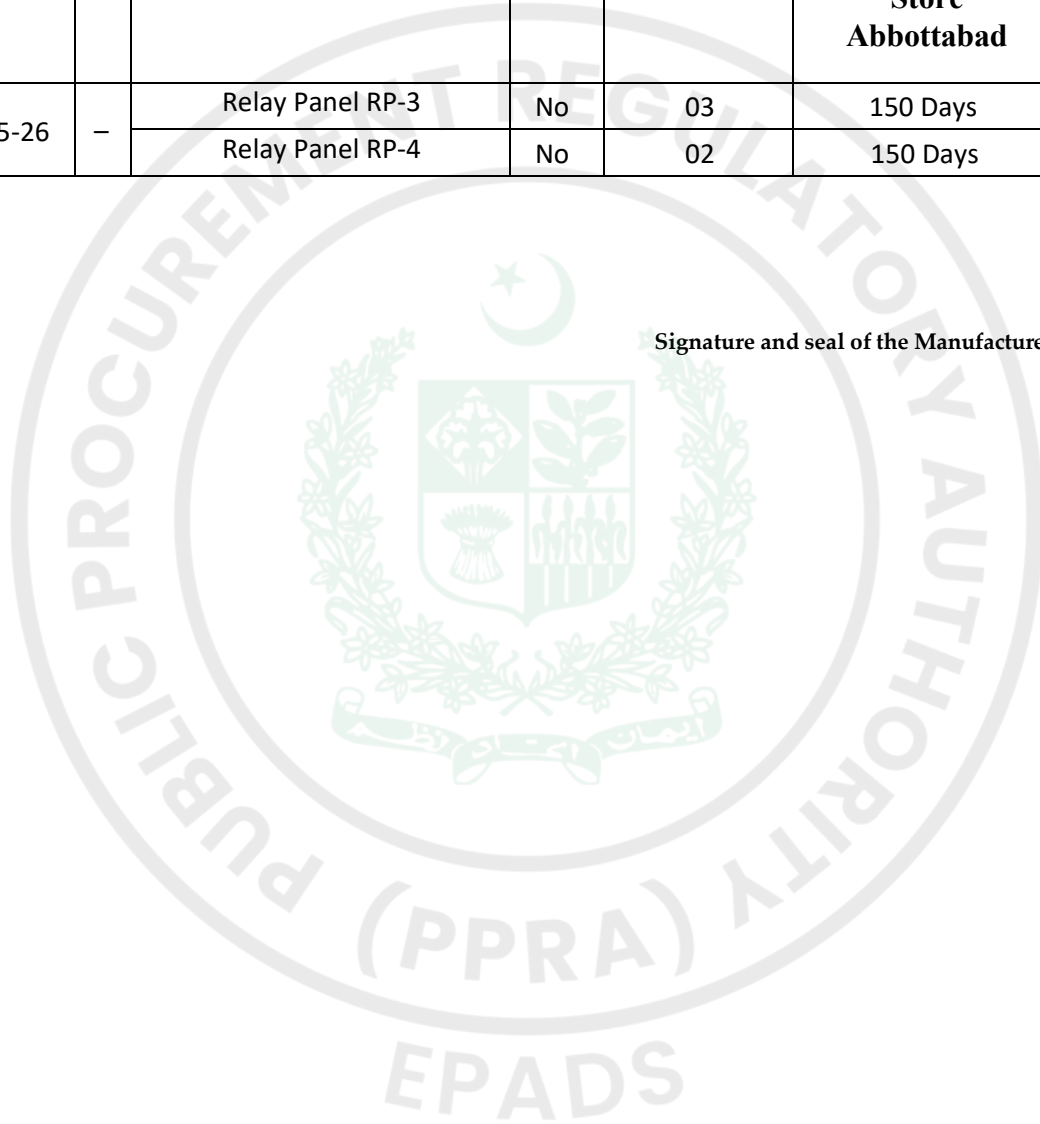 Store
Abbottabad
5-26 – Relay Panel RP-3 No 03 150 Days
Relay Panel RP-4 No 02 150 Days
Signature and seal of the Manufacture
PUBLIC PROCUREMENT REGULATORY AUTHORITY
(PPRA)
EPADS